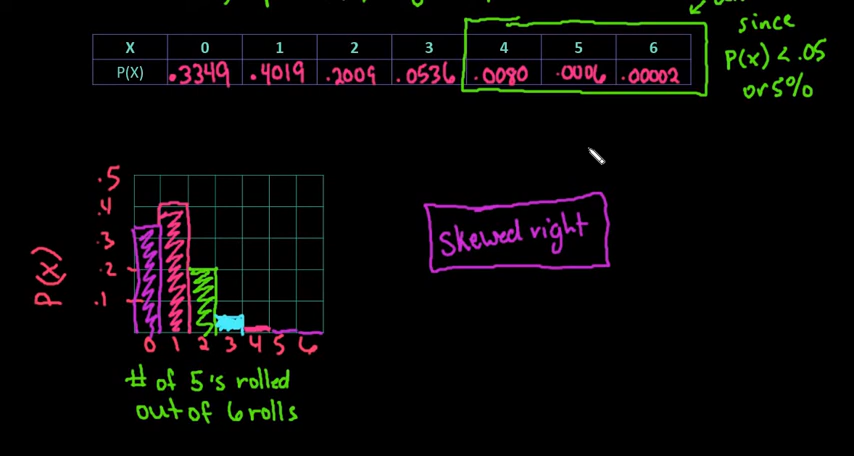 since
P(x) < .05
or 5%
X 0 1 2 3 4 5 6
P(X) .3349 .4019 .2009 .0536 .0080 .0006 .00002
.5
.4
.3
.2
.1
P(x)
0 1 2 3 4 5 6
# of 5's rolled
out of 6 rolls
Skewed right